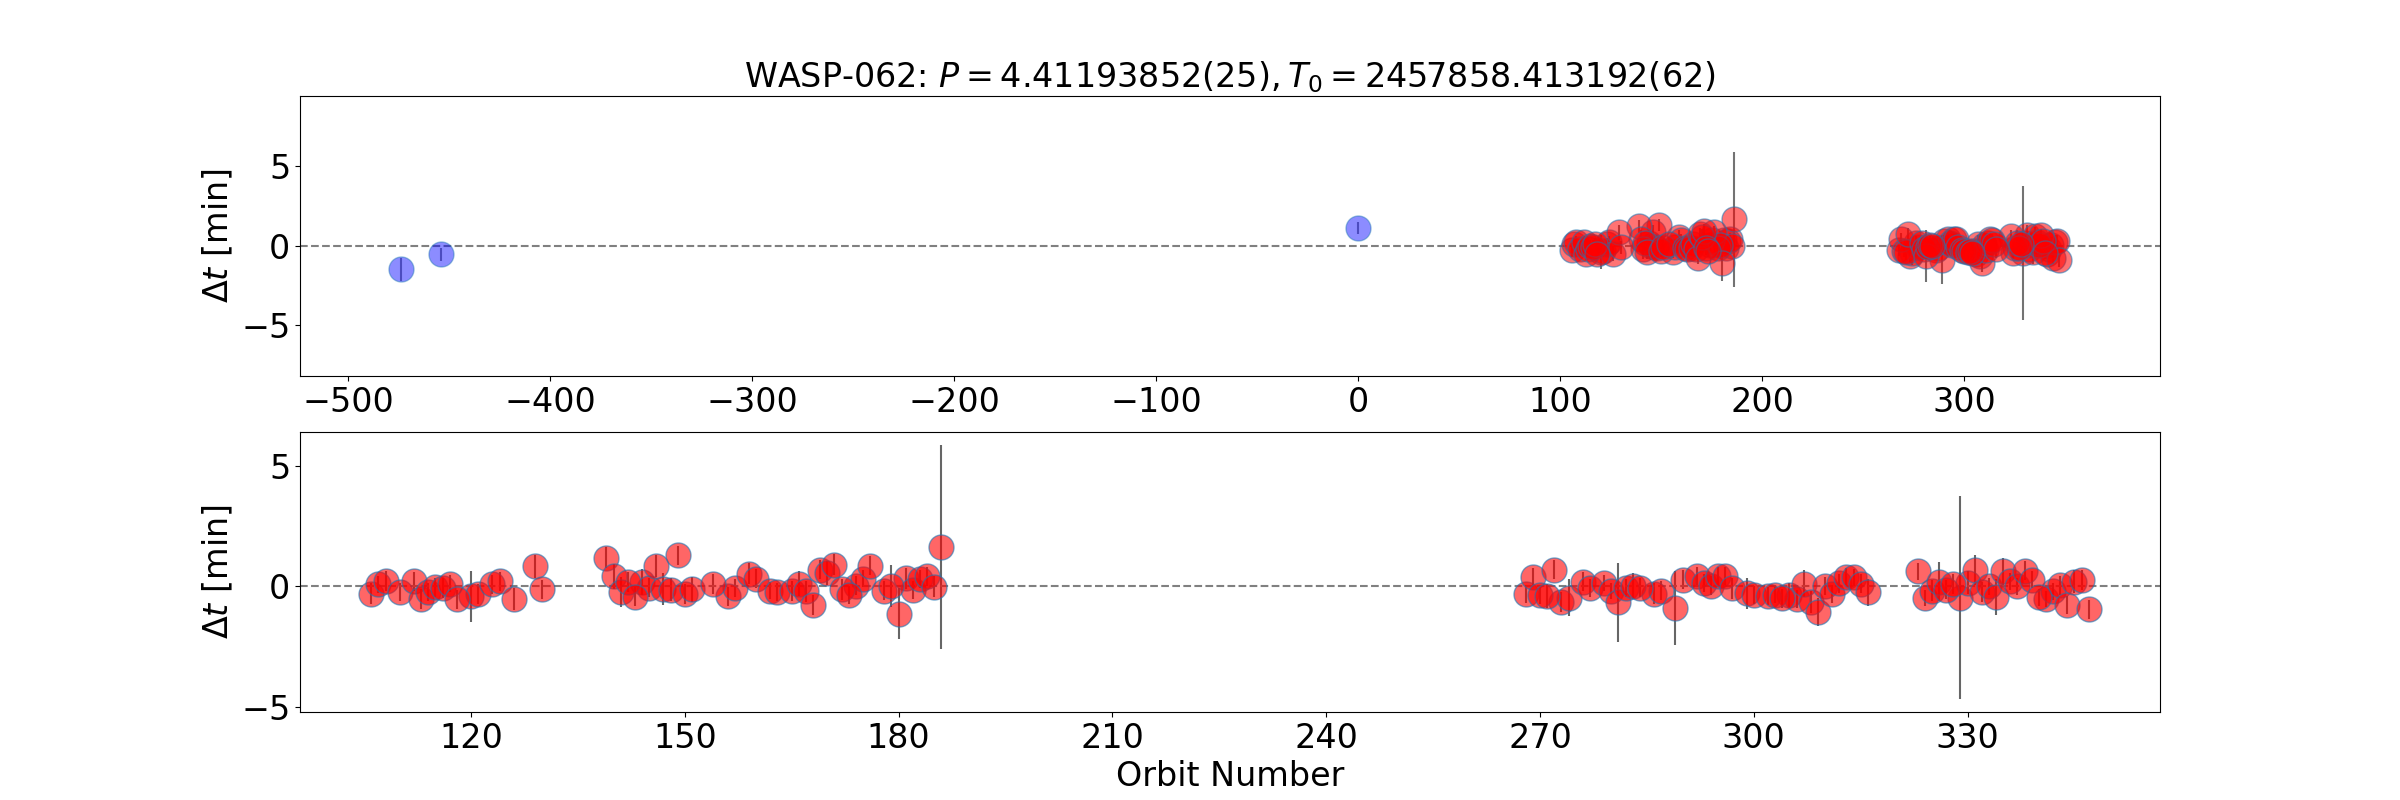 WASP-062: P = 4.41193852(25), T₀ = 2457858.413192(62)
5
0
−5
Δt [min]
−500 −400 −300 −200 −100 0 100 200 300
5
0
−5
Δt [min]
120 150 180 210 240 270 300 330
Orbit Number